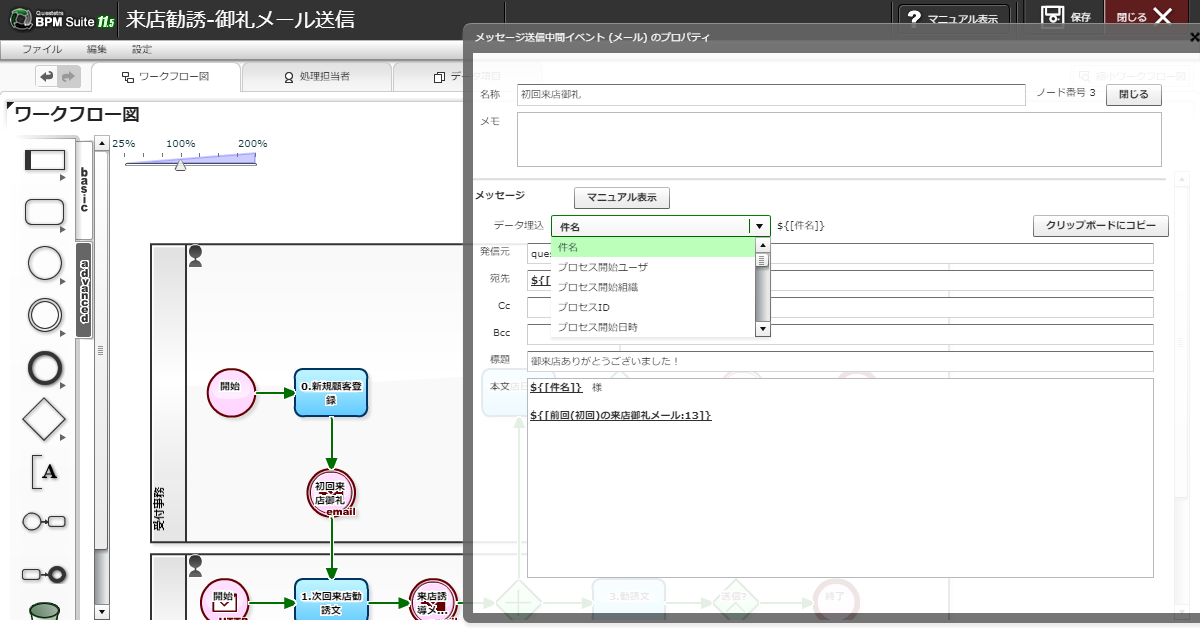 Questetra
BPM Suite 11.5
来店勧誘-御礼メール送信
? マニュアル表示
保存
閉じる
ファイル 編集 設定
メッセージ送信中間イベント (メール) のプロパティ
ワークフロー図
処理担当者
データ項目
名称
初回来店御礼
ノード番号 3
閉じる
メモ
ワークフロー図
25% 100% 200%
basic
advanced
A
メッセージ
マニュアル表示
データ埋込
件名
${[件名]}
クリップボードにコピー
件名
プロセス開始ユーザ
プロセス開始組織
プロセスID
プロセス開始日時
発信元
ques
宛先
${[
Cc
Bcc
標題
御来店ありがとうございました！
本文
${[件名]} 様
${[前回(初回)の来店御礼メール:13]}
受付事務
開始
0.新規顧客登
録
初回来
店御礼
email
開始
HTTP
1.次回来店勧
誘文
来店誘
導メ...
3.勧誘文
送信?
終了